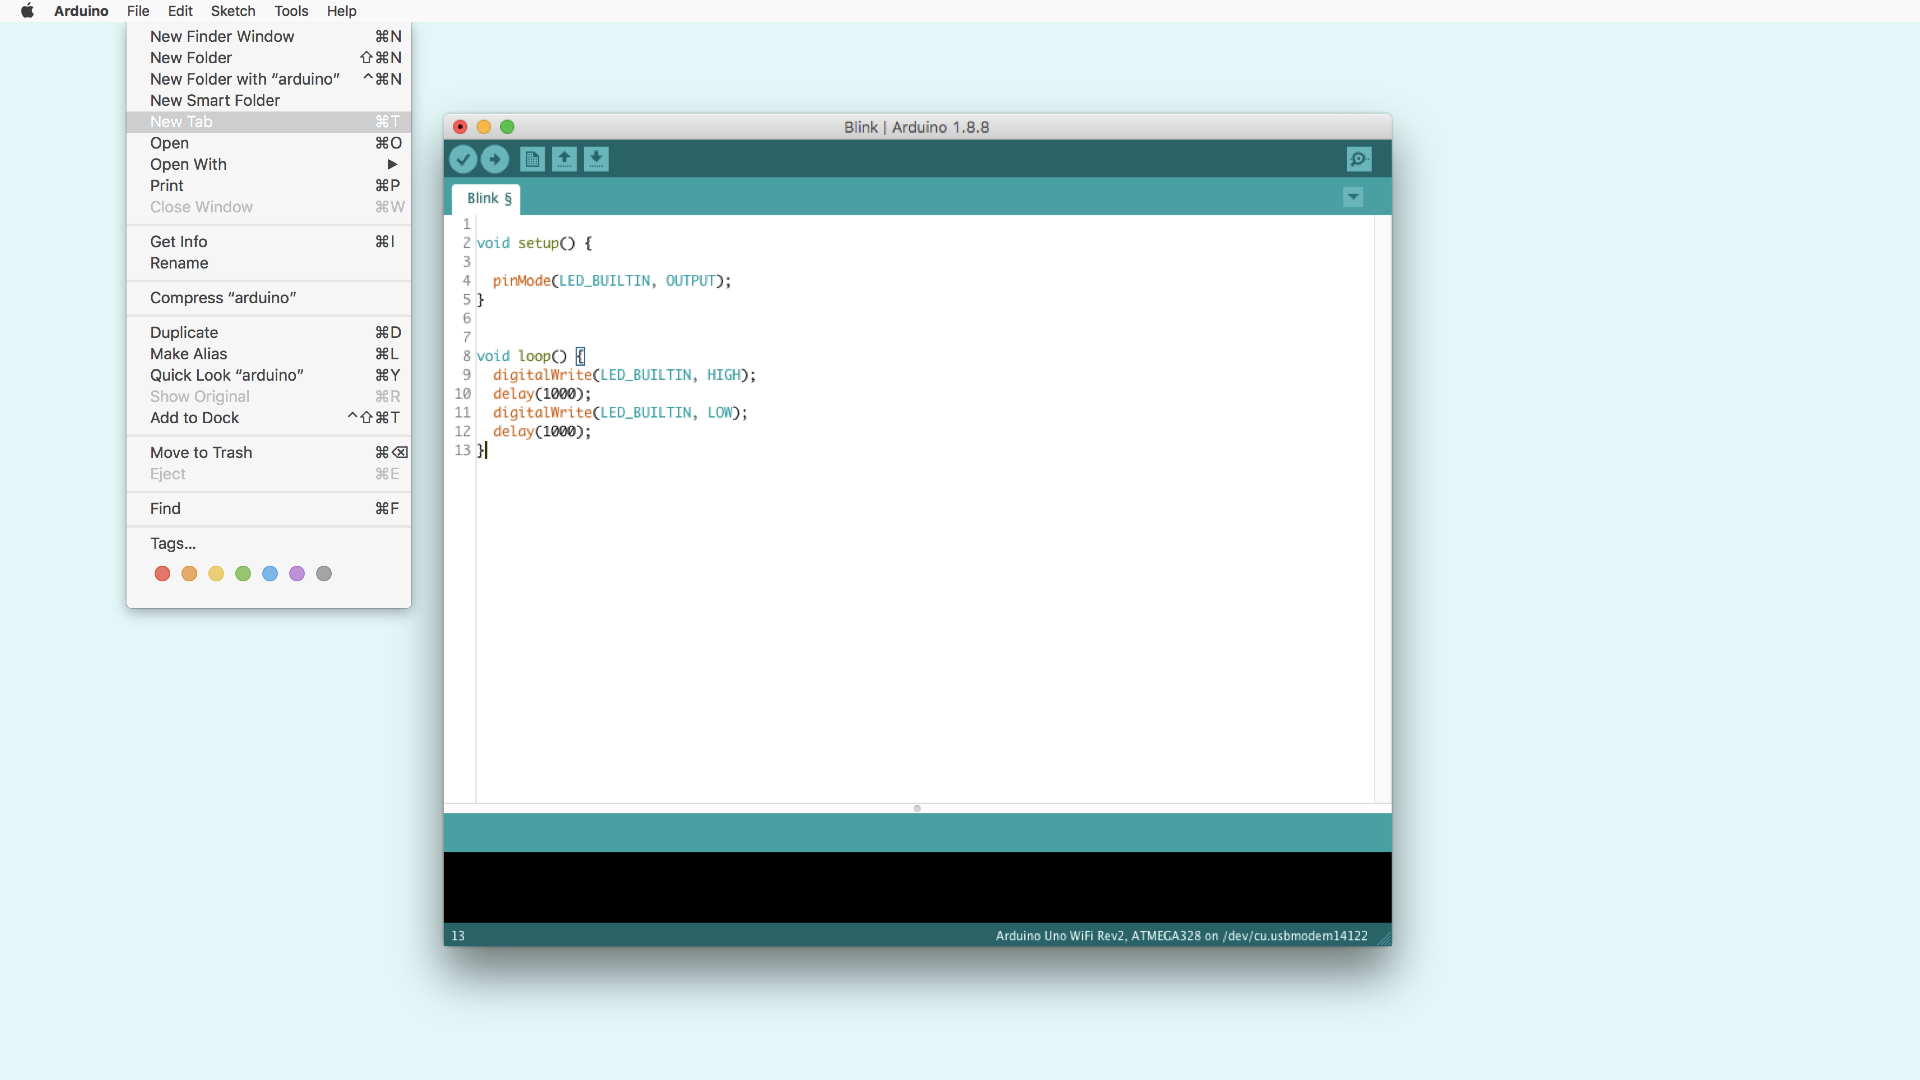 Arduino File Edit Sketch Tools Help
New Finder Window ⌘N
New Folder ⇧⌘N
New Folder with “arduino” ^⌘N
New Smart Folder
New Tab ⌘T
Open ⌘O
Open With ▶
Print ⌘P
Close Window ⌘W
Get Info ⌘I
Rename
Compress “arduino”
Duplicate ⌘D
Make Alias ⌘L
Quick Look “arduino” ⌘Y
Show Original ⌘R
Add to Dock ^⇧⌘T
Move to Trash ⌘⌫
Eject ⌘E
Find ⌘F
Tags...
Blink | Arduino 1.8.8
Blink §
1
2 void setup() {
3
4 pinMode(LED_BUILTIN, OUTPUT);
5 }
6
7
8 void loop() {
9 digitalWrite(LED_BUILTIN, HIGH);
10 delay(1000);
11 digitalWrite(LED_BUILTIN, LOW);
12 delay(1000);
13 }
13 Arduino Uno WiFi Rev2, ATMEGA328 on /dev/cu.usbmodem14122